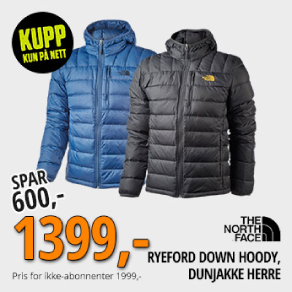 KUPP
KUN PÅ NETT
SPAR
600,-
1399,-
Pris for ikke-abonnenter 1999,-
THE
NORTH
FACE
RYEFORD DOWN HOODY,
DUNJAKKE HERRE